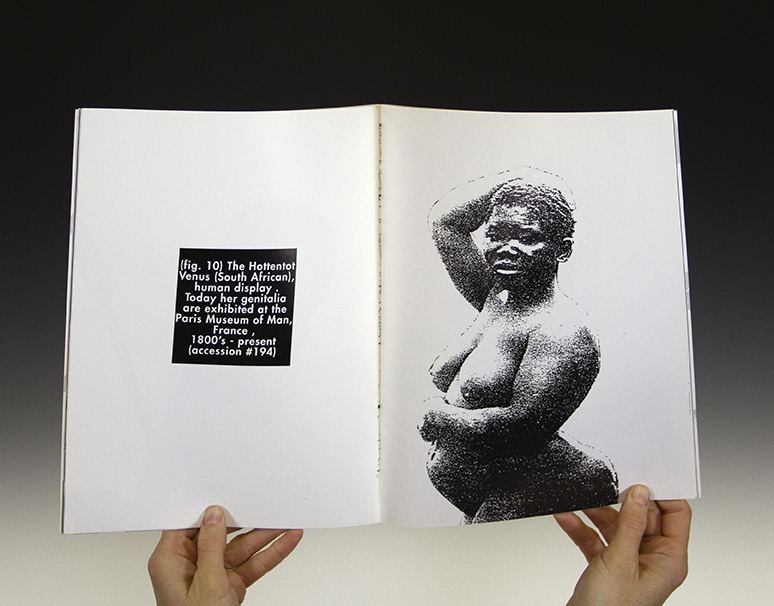 (fig. 10) The Hottentot
Venus (South African),
human display .
Today her genitalia
are exhibited at the
Paris Museum of Man,
France ,
1800's - present
(accession #194)